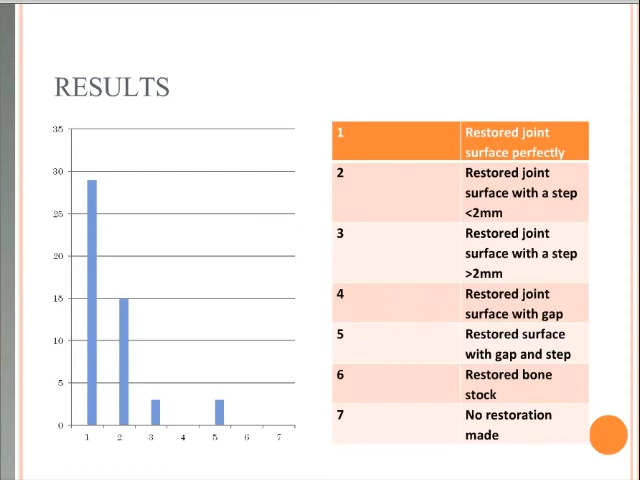 RESULTS
35
30
25
20
15
10
5
0
1 2 3 4 5 6 7
1 Restored joint
surface perfectly
2 Restored joint
surface with a step
<2mm
3 Restored joint
surface with a step
>2mm
4 Restored joint
surface with gap
5 Restored surface
with gap and step
6 Restored bone
stock
7 No restoration
made